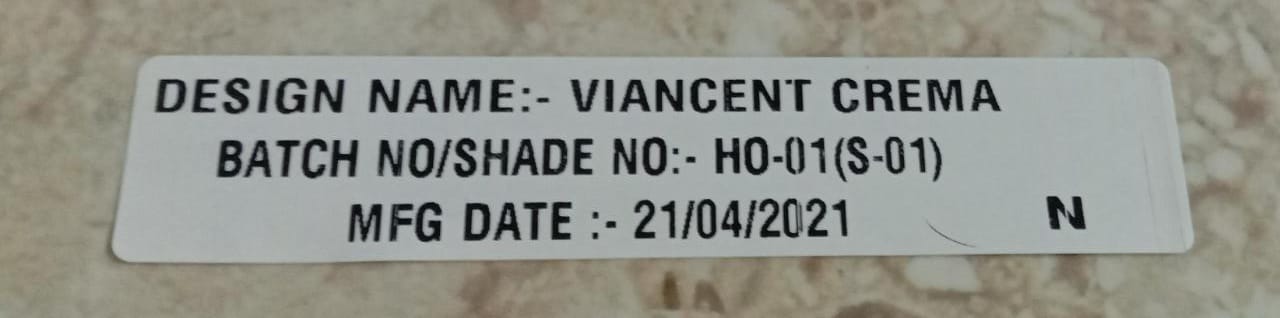 DESIGN NAME:- VIANCENT CREMA
BATCH NO/SHADE NO:- HO-01(S-01)
MFG DATE :- 21/04/2021 N